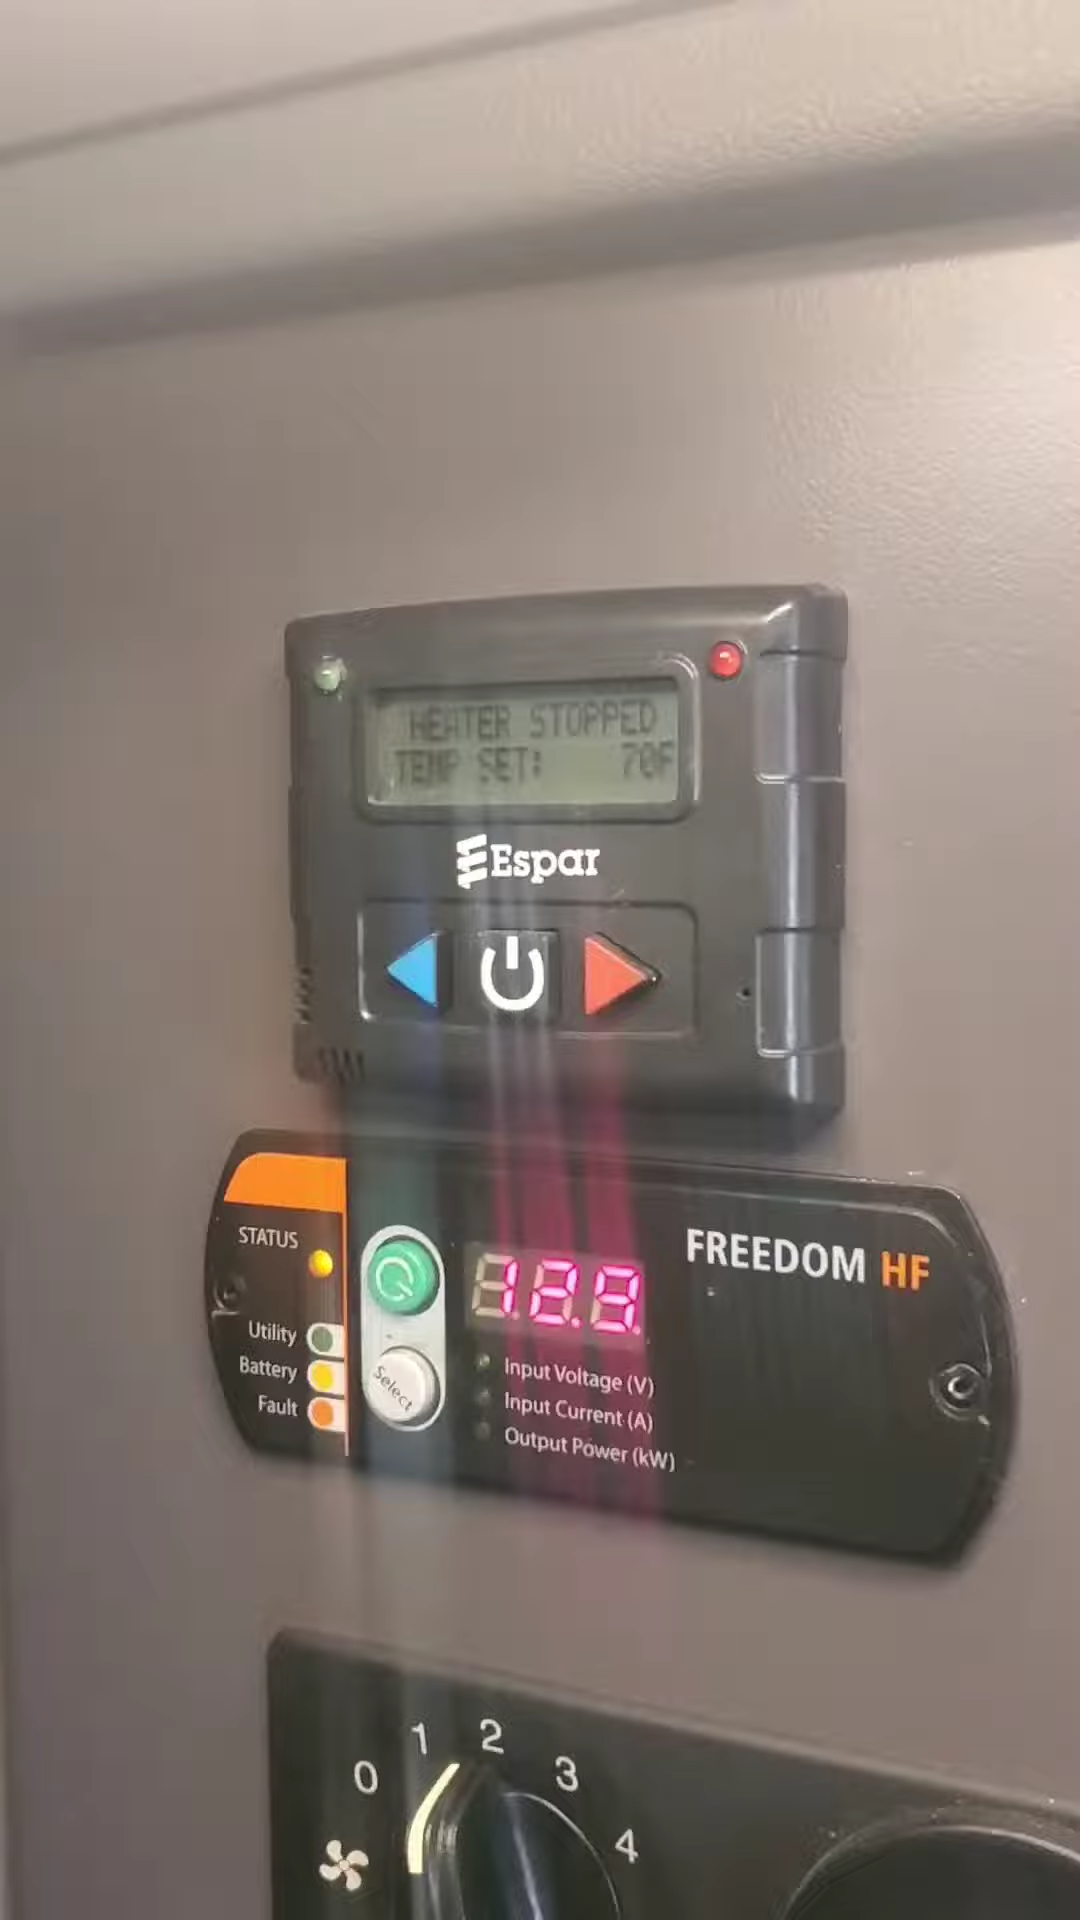 HEATER STOPPED
TEMP SET: 70F
Espar
STATUS
Utility
Battery
Fault
Select
12.9
FREEDOM HF
Input Voltage (V)
Input Current (A)
Output Power (kW)
0 1 2 3 4